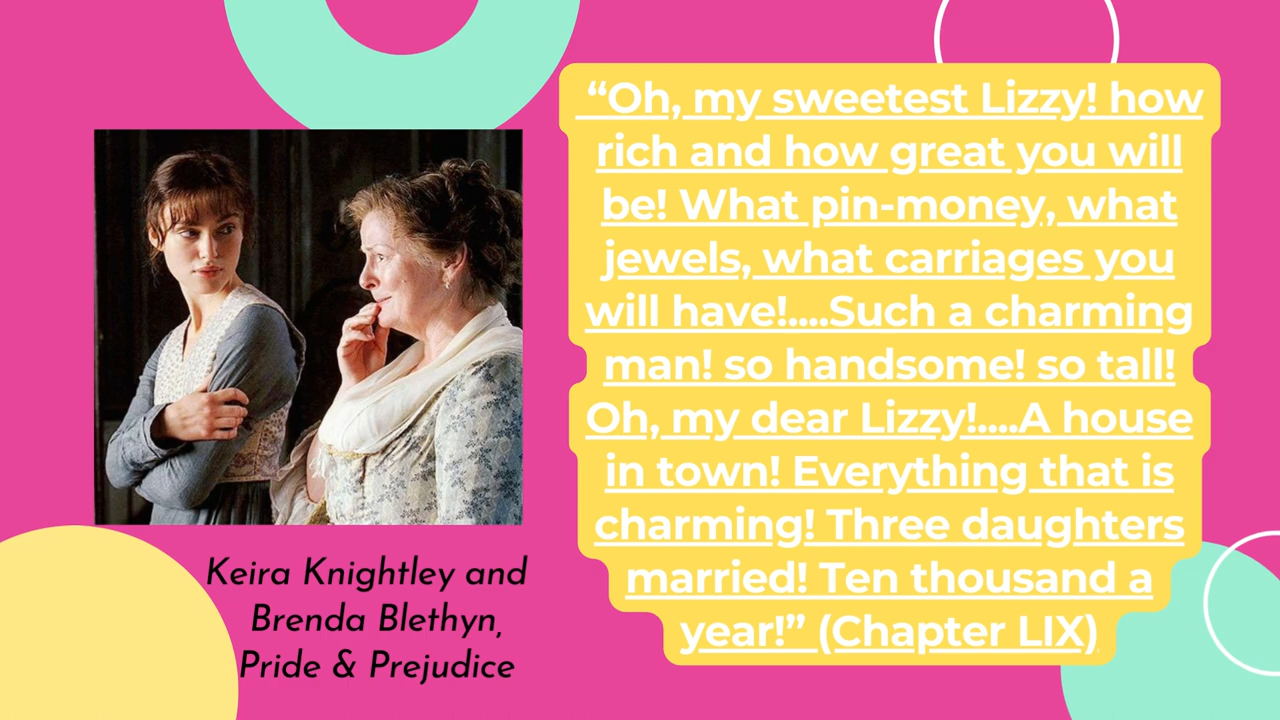 “Oh, my sweetest Lizzy! how
rich and how great you will
be! What pin-money, what
jewels, what carriages you
will have!....Such a charming
man! so handsome! so tall!
Oh, my dear Lizzy!....A house
in town! Everything that is
charming! Three daughters
married! Ten thousand a
year!” (Chapter LIX)
Keira Knightley and
Brenda Blethyn,
Pride & Prejudice